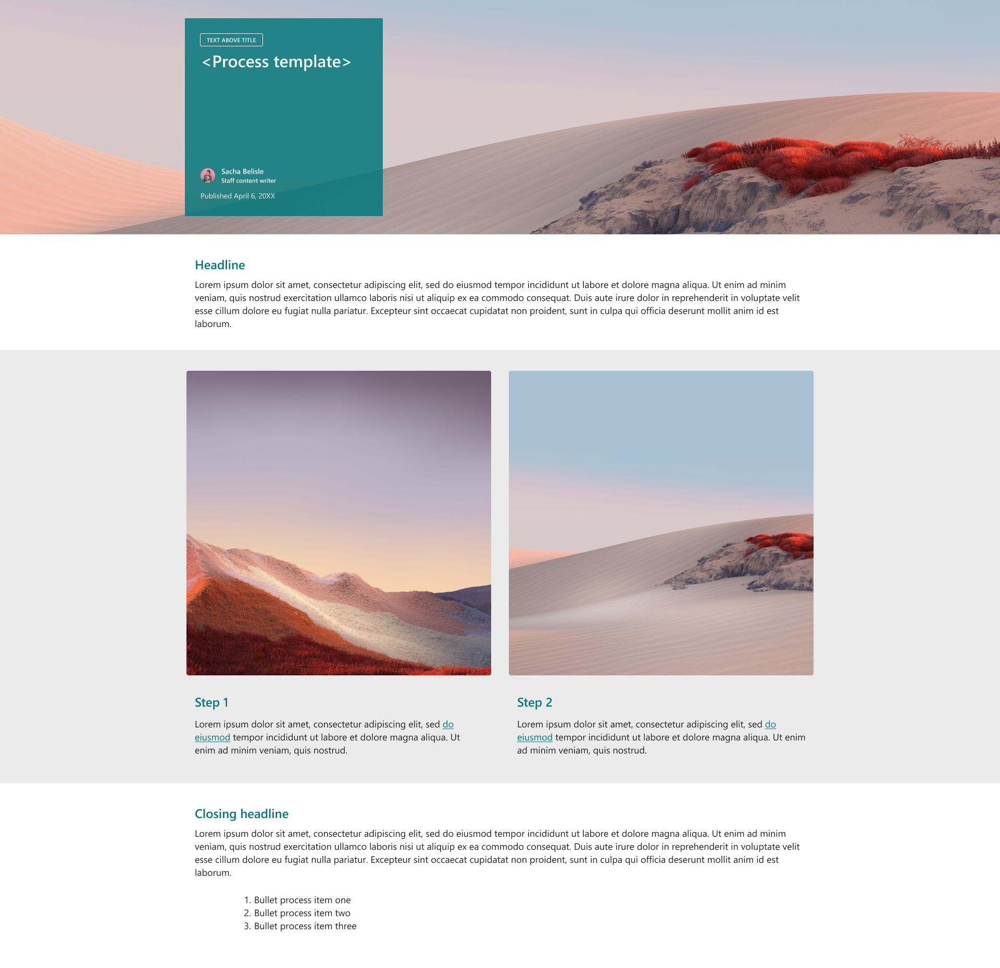 TEXT ABOVE TITLE
<Process template>
Sacha Belisle
Staff content writer
Published April 6, 20XX
Headline
Lorem ipsum dolor sit amet, consectetur adipiscing elit, sed do eiusmod tempor incididunt ut labore et dolore magna aliqua. Ut enim ad minim
veniam, quis nostrud exercitation ullamco laboris nisi ut aliquip ex ea commodo consequat. Duis aute irure dolor in reprehenderit in voluptate velit
esse cillum dolore eu fugiat nulla pariatur. Excepteur sint occaecat cupidatat non proident, sunt in culpa qui officia deserunt mollit anim id est
laborum.
Step 1
Lorem ipsum dolor sit amet, consectetur adipiscing elit, sed do
eiusmod tempor incididunt ut labore et dolore magna aliqua. Ut
enim ad minim veniam, quis nostrud.
Step 2
Lorem ipsum dolor sit amet, consectetur adipiscing elit, sed do
eiusmod tempor incididunt ut labore et dolore magna aliqua. Ut enim
ad minim veniam, quis nostrud.
Closing headline
Lorem ipsum dolor sit amet, consectetur adipiscing elit, sed do eiusmod tempor incididunt ut labore et dolore magna aliqua. Ut enim ad minim
veniam, quis nostrud exercitation ullamco laboris nisi ut aliquip ex ea commodo consequat. Duis aute irure dolor in reprehenderit in voluptate velit
esse cillum dolore eu fugiat nulla pariatur. Excepteur sint occaecat cupidatat non proident, sunt in culpa qui officia deserunt mollit anim id est
laborum.
1. Bullet process item one
2. Bullet process item two
3. Bullet process item three